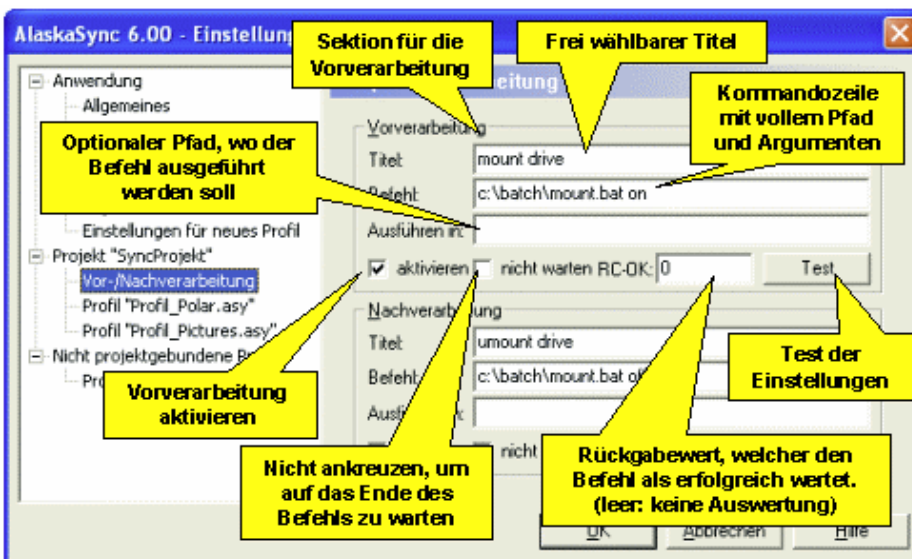 AlaskaSync 6.00 - Einstellung
Sektion für die
Vorverarbeitung
Frei wählbarer Titel
Kommandozeile
mit vollem Pfad
und Argumenten
Optionaler Pfad, wo der
Befehl ausgeführt
werden soll
Anwendung
Allgemeines
Einstellungen für neues Profil
Projekt "SyncProjekt"
Vor-/Nachverarbeitung
Profil "Profil_Polar.asy"
Profil "Profil_Pictures.asy"
Nicht projektgebundene
Vorverarbeitung
aktivieren
eitung
Vorverarbeitung
Titel: mount drive
Befehl: c:\batch\mount.bat on
Ausführen in:
aktivieren nicht warten RC-OK: 0 Test
Nachverarb ung
Titel: umount drive
Befehl: c:\batch\mount.bat of
nicht
Test der
Einstellungen
Nicht ankreuzen, um
auf das Ende des
Befehls zu warten
Rückgabewert, welcher den
Befehl als erfolgreich wertet.
(leer: keine Auswertung)
OK Abbrechen Hilfe